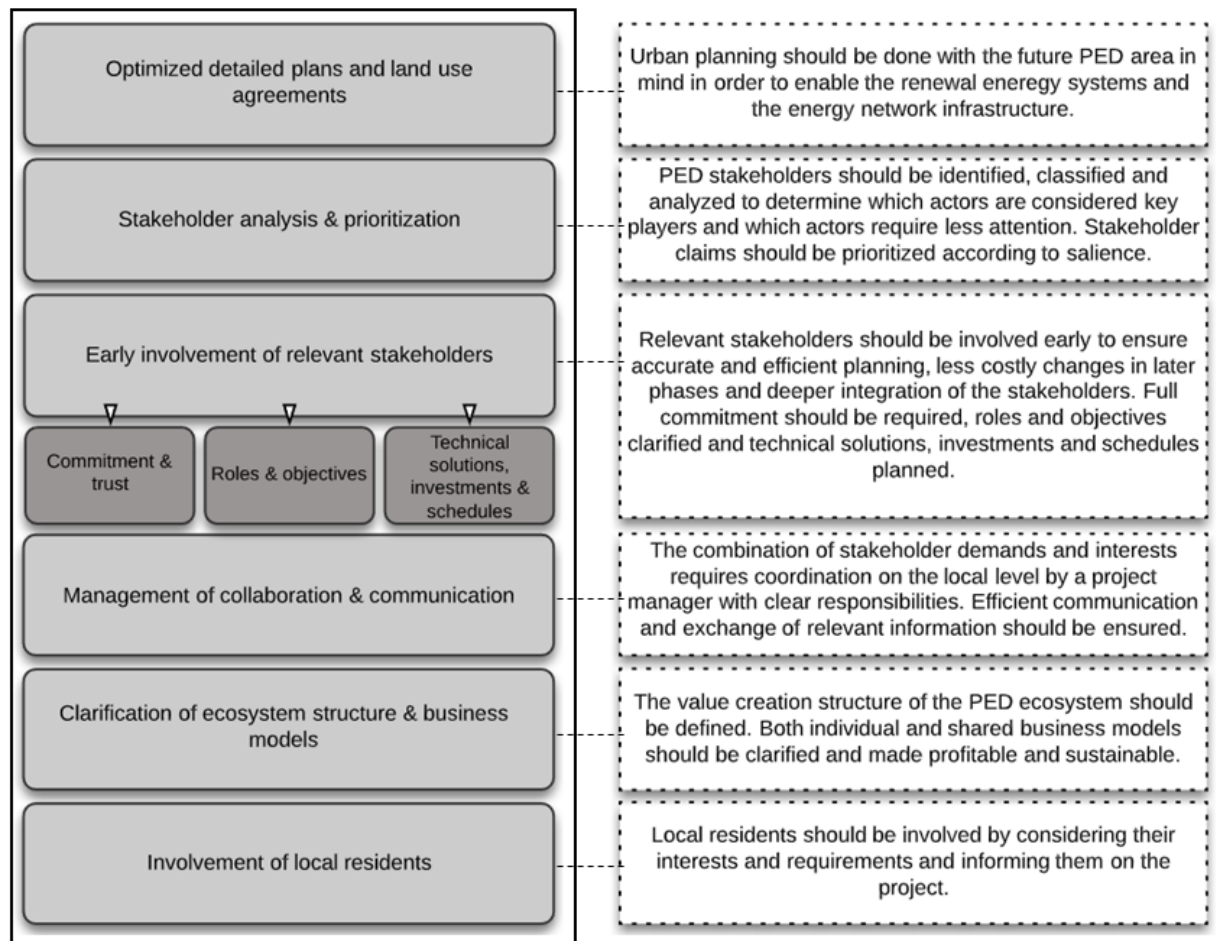 Optimized detailed plans and land use
agreements
Urban planning should be done with the future PED area in
mind in order to enable the renewal eneregy systems and
the energy network infrastructure.
Stakeholder analysis & prioritization
PED stakeholders should be identified, classified and
analyzed to determine which actors are considered key
players and which actors require less attention. Stakeholder
claims should be prioritized according to salience.
Early involvement of relevant stakeholders
Commitment &
trust
Roles & objectives
Technical
solutions,
investments &
schedules
Relevant stakeholders should be involved early to ensure
accurate and efficient planning, less costly changes in later
phases and deeper integration of the stakeholders. Full
commitment should be required, roles and objectives
clarified and technical solutions, investments and schedules
planned.
Management of collaboration & communication
The combination of stakeholder demands and interests
requires coordination on the local level by a project
manager with clear responsibilities. Efficient communication
and exchange of relevant information should be ensured.
Clarification of ecosystem structure & business
models
The value creation structure of the PED ecosystem should
be defined. Both individual and shared business models
should be clarified and made profitable and sustainable.
Involvement of local residents
Local residents should be involved by considering their
interests and requirements and informing them on the
project.